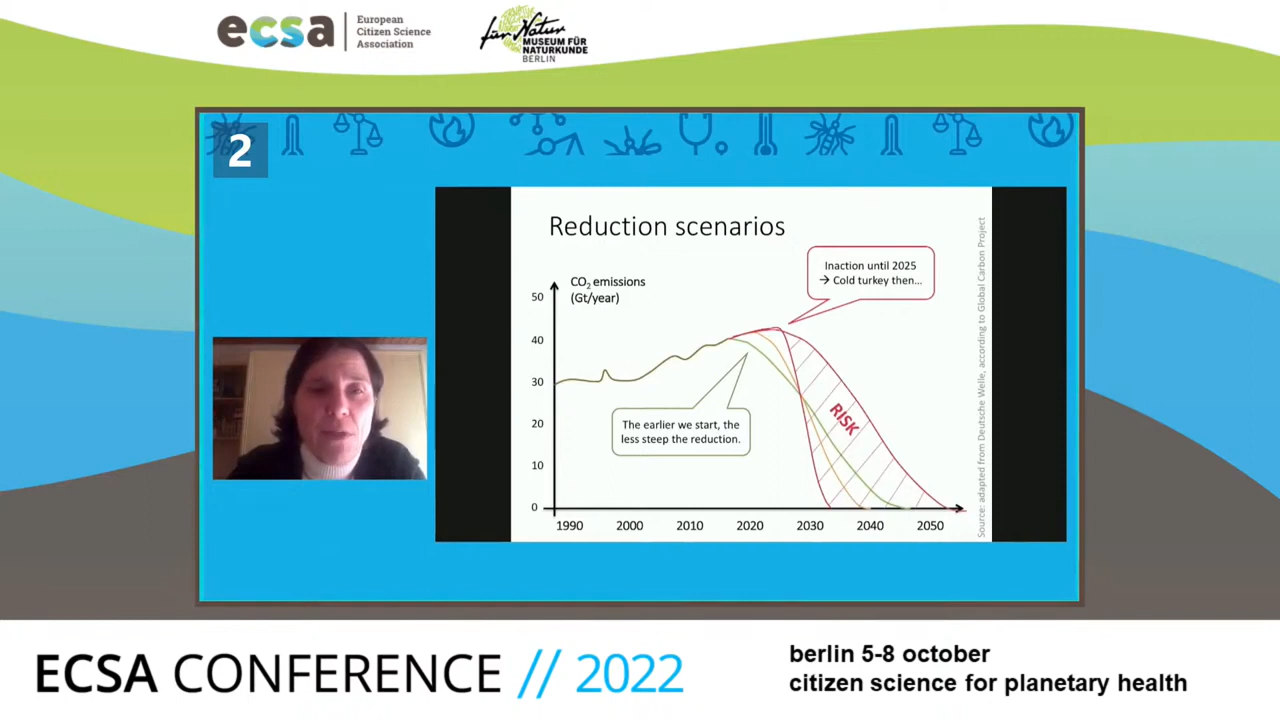 ecsa
European
Citizen Science
Association
für Natur
MUSEUM FÜR
NATURKUNDE
BERLIN
2
Reduction scenarios
CO2 emissions
(Gt/year)
Inaction until 2025
→ Cold turkey then...
50
40
30
20
10
0
RISK
The earlier we start, the
less steep the reduction.
1990 2000 2010 2020 2030 2040 2050
Source: adapted from Deutsche Welle, according to Global Carbon Project
ECSA CONFERENCE // 2022
berlin 5-8 october
citizen science for planetary health